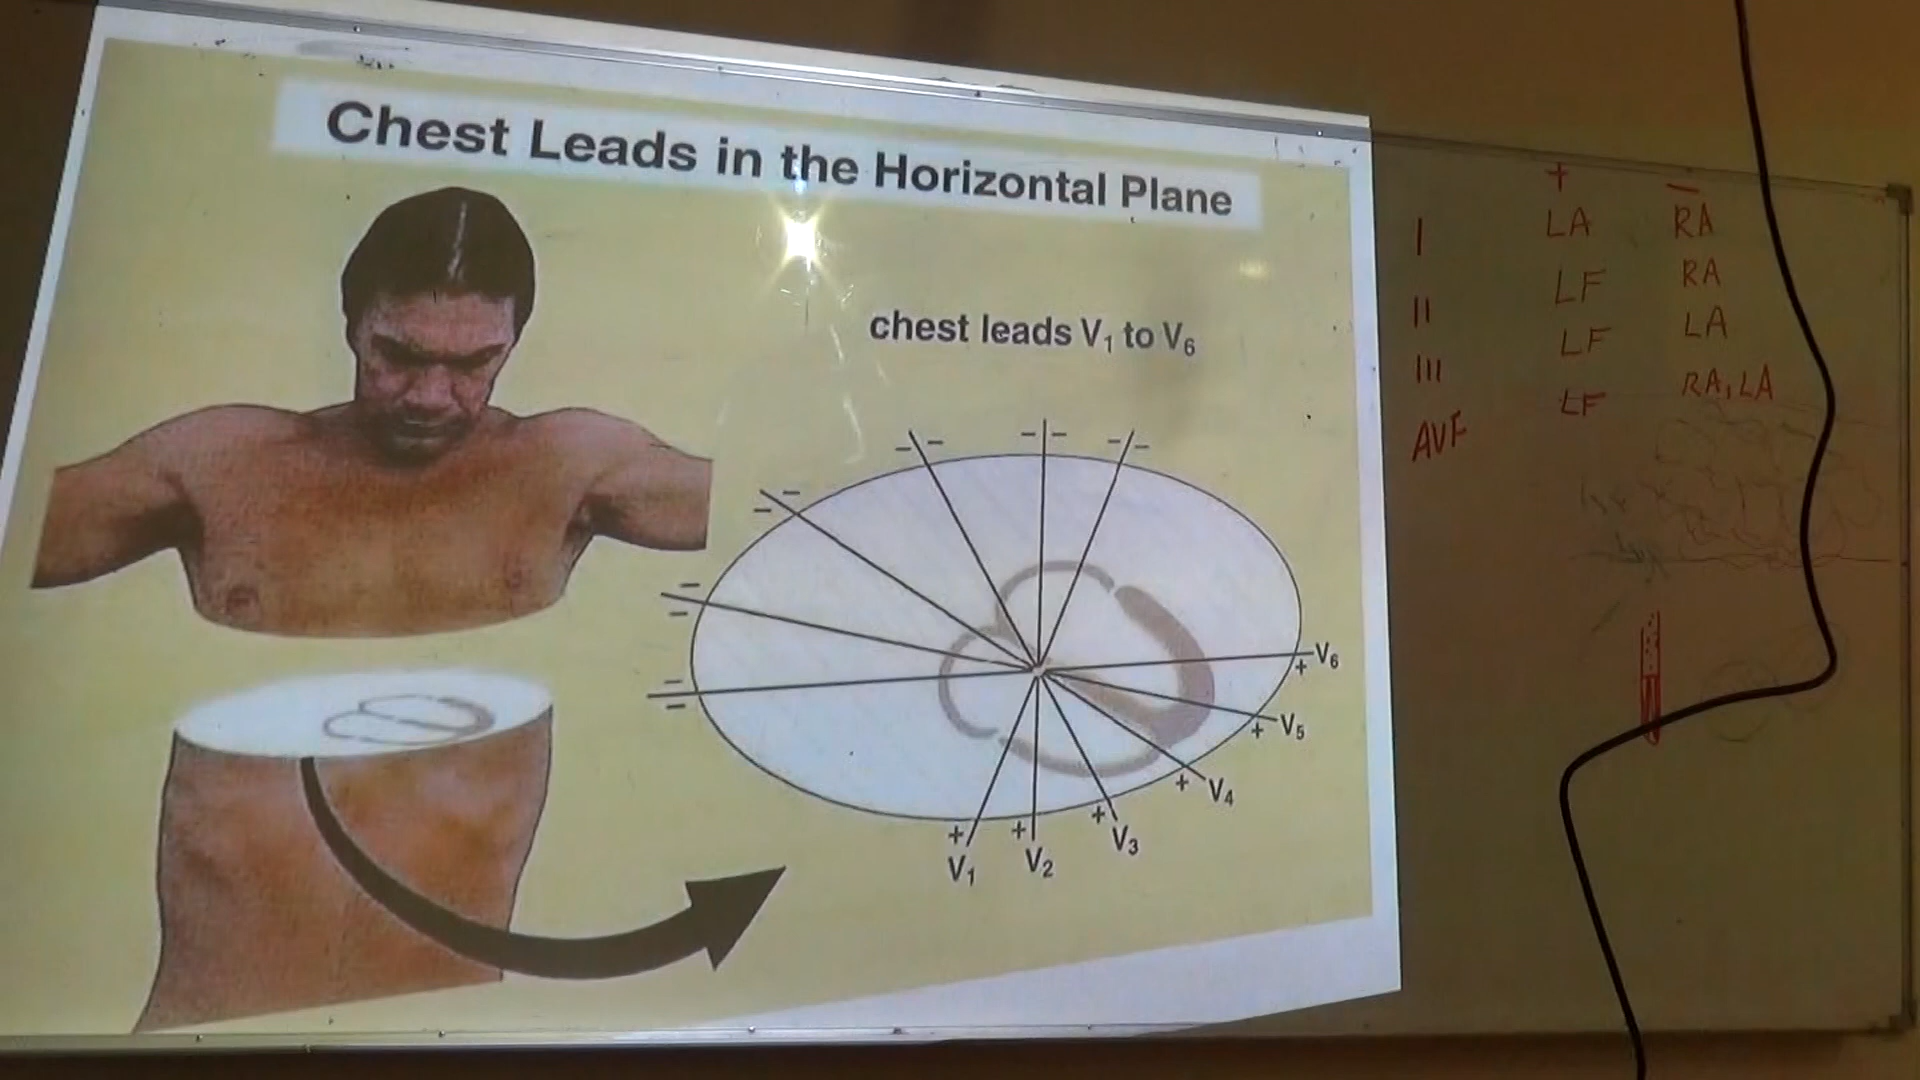 Chest Leads in the Horizontal Plane
chest leads V₁ to V₆
− −
− −
− −
− −
− −
− −
− −
− −
− −
− −
− −
− −
+ V₆
+ V₅
+ V₄
+ V₃
+ V₂
+ V₁
+ −
I LA RA
II LF RA
III LF LA
AVF LF RA, LA